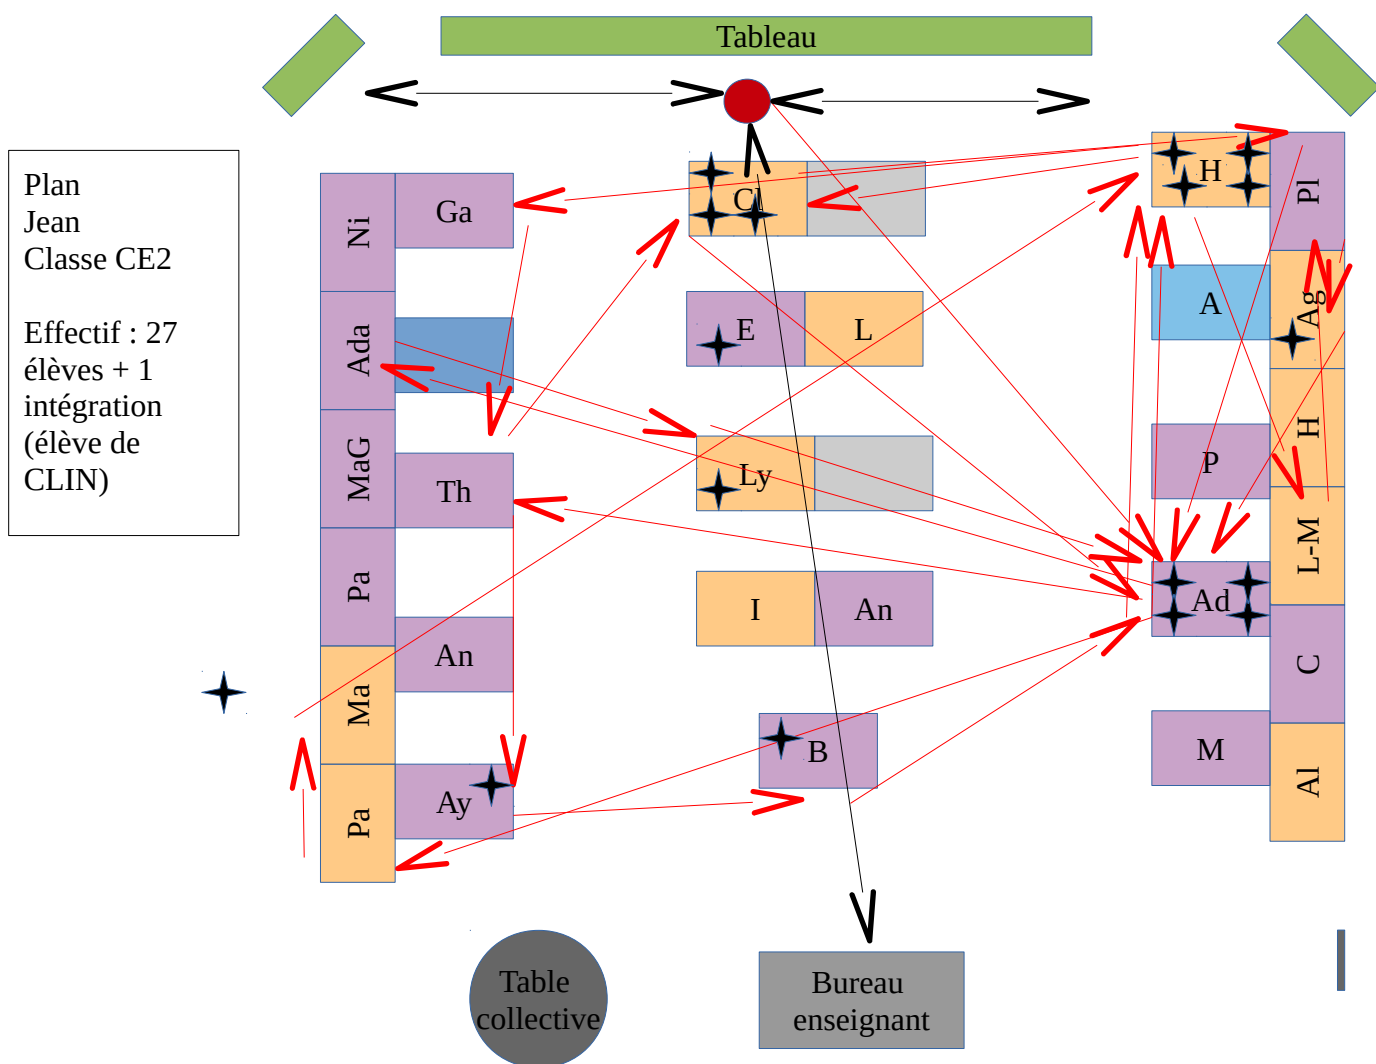 Tableau
Plan
Jean
Classe CE2
Effectif : 27
élèves + 1
intégration
(élève de
CLIN)
Ni
Ga
Ada
MaG
Th
Pa
An
Ma
Pa
Ay
Cl
E
L
Ly
I
An
B
H
Pl
A
Ag
P
H
L-M
Ad
C
M
Al
Table
collective
Bureau
enseignant